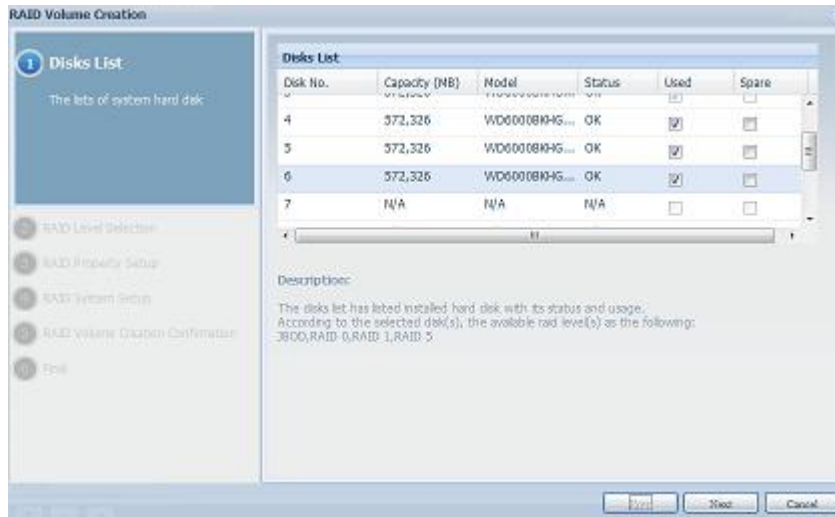 RAID Volume Creation
1 Disks List
The lists of system hard disk
RAID Level Selection
RAID Property Setup
RAID System Setup
RAID Volume Creation Confirmation
Final
Disks List
Disk No. Capacity (MB) Model Status Used Spare
4 572,326 WD6000BKHG... OK
5 572,326 WD6000BKHG... OK
6 572,326 WD6000BKHG... OK
7 N/A N/A N/A
Description:
The disks list has listed installed hard disk with its status and usage.
According to the selected disk(s), the available raid level(s) as the following:
JBOD,RAID 0,RAID 1,RAID 5
Next Cancel